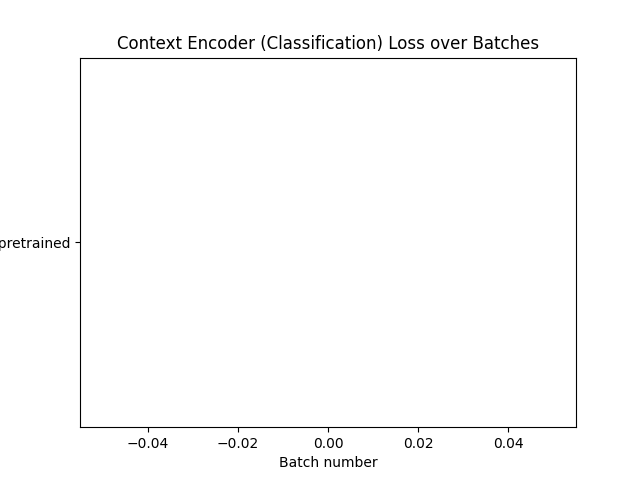 Context Encoder (Classification) Loss over Batches
pretrained
−0.04 −0.02 0.00 0.02 0.04
Batch number